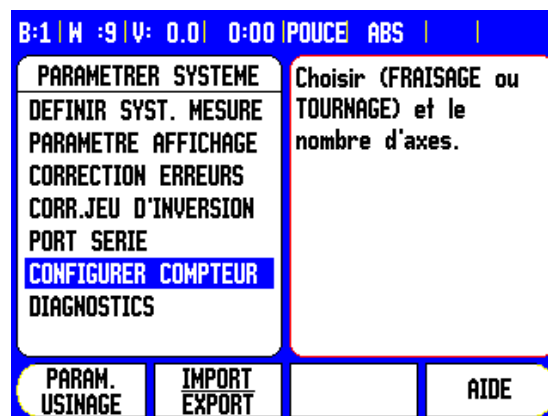 B:1 | W :9 | V: 0.0 | 0:00 | POUCE | ABS | |
PARAMETRER SYSTEME
DEFINIR SYST. MESURE
PARAMETRE AFFICHAGE
CORRECTION ERREURS
CORR.JEU D'INVERSION
PORT SERIE
CONFIGURER COMPTEUR
DIAGNOSTICS
Choisir (FRAISAGE ou
TOURNAGE) et le
nombre d'axes.
PARAM.
USINAGE
IMPORT
EXPORT
AIDE